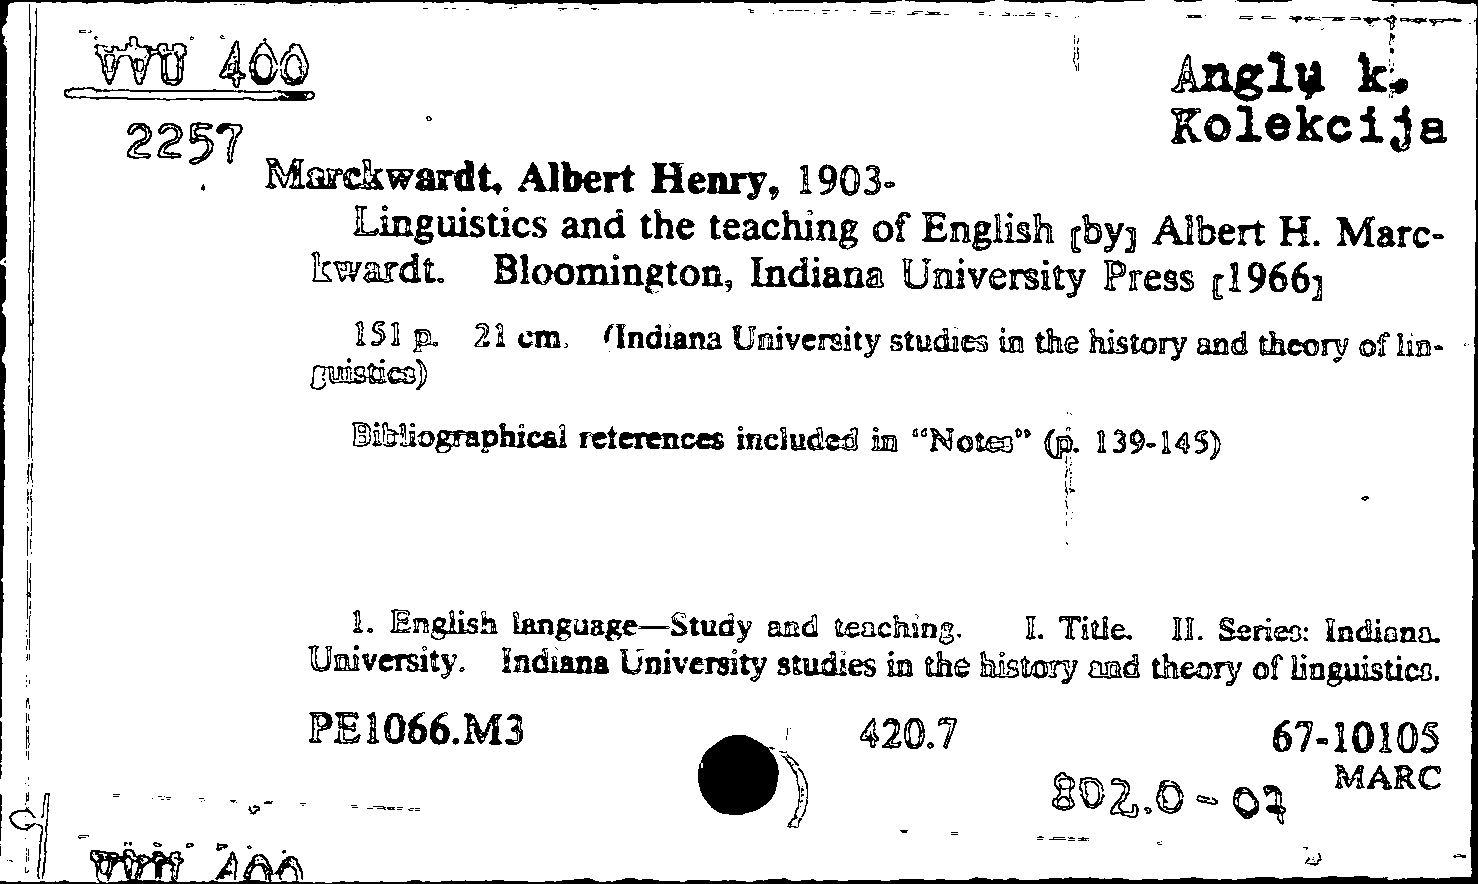 VVU 400
2257
Anglų k.
Kolekcija
Marckwardt, Albert Henry, 1903-
Linguistics and the teaching of English [by] Albert H. Marc-
kwardt. Bloomington, Indiana University Press [1966]
151 p. 21 cm. (Indiana University studies in the history and theory of lin-
guistics)
Bibliographical references included in “Notes” (p. 139-145)
1. English language—Study and teaching. I. Title. II. Series: Indiana.
University. Indiana University studies in the history and theory of linguistics.
PE1066.M3 420.7 67-10105
MARC
802.0-07
VVU 400